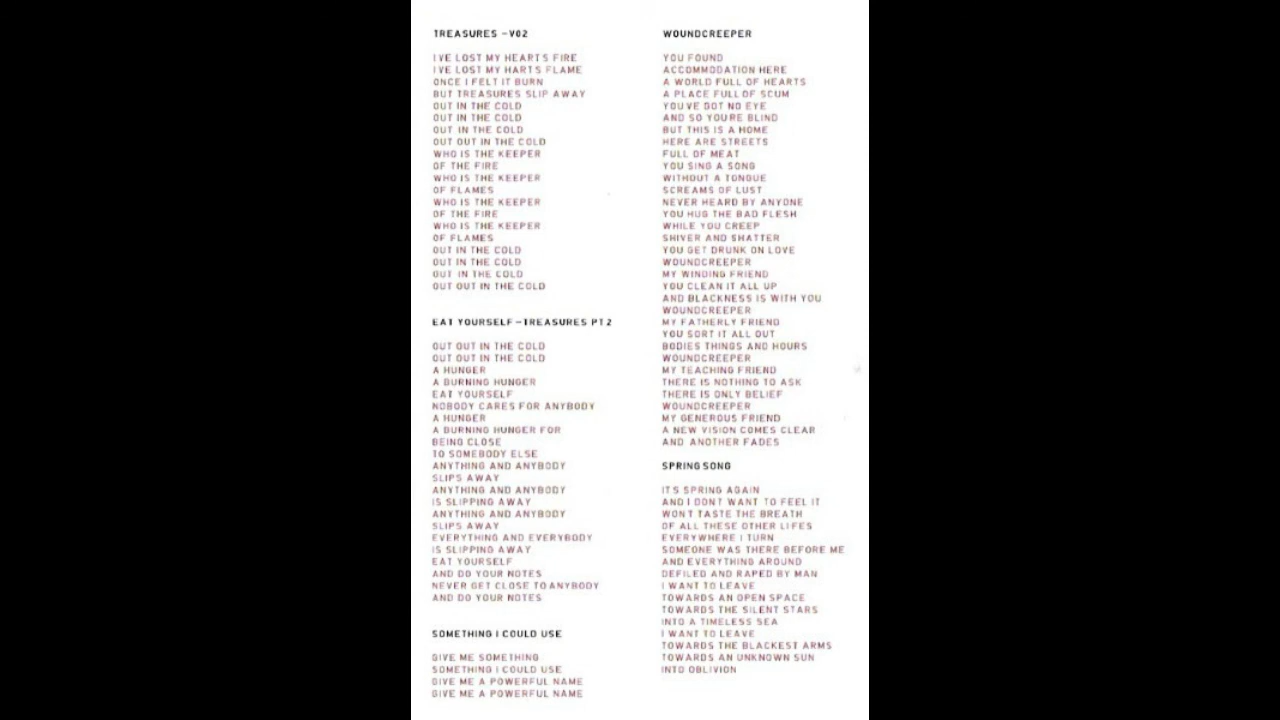 TREASURES -V02
IVE LOST MY HEARTS FIRE
IVE LOST MY HARTS FLAME
ONCE I FELT IT BURN
BUT TREASURES SLIP AWAY
OUT IN THE COLD
OUT IN THE COLD
OUT IN THE COLD
OUT OUT IN THE COLD
WHO IS THE KEEPER
OF THE FIRE
WHO IS THE KEEPER
OF FLAMES
WHO IS THE KEEPER
OF THE FIRE
WHO IS THE KEEPER
OF FLAMES
OUT IN THE COLD
OUT IN THE COLD
OUT IN THE COLD
OUT OUT IN THE COLD
EAT YOURSELF -TREASURES PT2
OUT OUT IN THE COLD
OUT OUT IN THE COLD
A HUNGER
A BURNING HUNGER
EAT YOURSELF
NOBODY CARES FOR ANYBODY
A HUNGER
A BURNING HUNGER FOR
BEING CLOSE
TO SOMEBODY ELSE
ANYTHING AND ANYBODY
SLIPS AWAY
ANYTHING AND ANYBODY
IS SLIPPING AWAY
ANYTHING AND ANYBODY
SLIPS AWAY
EVERYTHING AND EVERYBODY
IS SLIPPING AWAY
EAT YOURSELF
AND DO YOUR NOTES
NEVER GET CLOSE TO ANYBODY
AND DO YOUR NOTES
SOMETHING I COULD USE
GIVE ME SOMETHING
SOMETHING I COULD USE
GIVE ME A POWERFUL NAME
GIVE ME A POWERFUL NAME
WOUNDCREEPER
YOU FOUND
ACCOMMODATION HERE
A WORLD FULL OF HEARTS
A PLACE FULL OF SCUM
YOUVE GOT NO EYE
AND SO YOURE BLIND
BUT THIS IS A HOME
HERE ARE STREETS
FULL OF MEAT
YOU SING A SONG
WITHOUT A TONGUE
SCREAMS OF LUST
NEVER HEARD BY ANYONE
YOU HUG THE BAD FLESH
WHILE YOU CREEP
SHIVER AND SHATTER
YOU GET DRUNK ON LOVE
WOUNDCREEPER
MY WINDING FRIEND
YOU CLEAN IT ALL UP
AND BLACKNESS IS WITH YOU
WOUNDCREEPER
MY FATHERLY FRIEND
YOU SORT IT ALL OUT
BODIES THINGS AND HOURS
WOUNDCREEPER
MY TEACHING FRIEND
THERE IS NOTHING TO ASK
THERE IS ONLY BELIEF
WOUNDCREEPER
MY GENEROUS FRIEND
A NEW VISION COMES CLEAR
AND ANOTHER FADES
SPRING SONG
ITS SPRING AGAIN
AND I DONT WANT TO FEEL IT
WONT TASTE THE BREATH
OF ALL THESE OTHER LIFES
EVERYWHERE I TURN
SOMEONE WAS THERE BEFORE ME
AND EVERYTHING AROUND
DEFILED AND RAPED BY MAN
I WANT TO LEAVE
TOWARDS AN OPEN SPACE
TOWARDS THE SILENT STARS
INTO A TIMELESS SEA
I WANT TO LEAVE
TOWARDS THE BLACKEST ARMS
TOWARDS AN UNKNOWN SUN
INTO OBLIVION